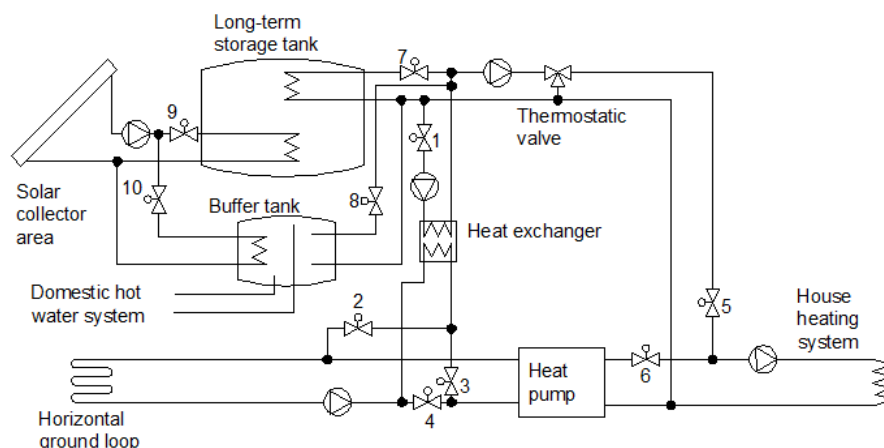 Long-term
storage tank
7
Thermostatic
valve
9
1
Solar
collector
area
10
Buffer tank
8
Heat exchanger
Domestic hot
water system
2
5
House
heating
system
Heat
pump
6
3
4
Horizontal
ground loop